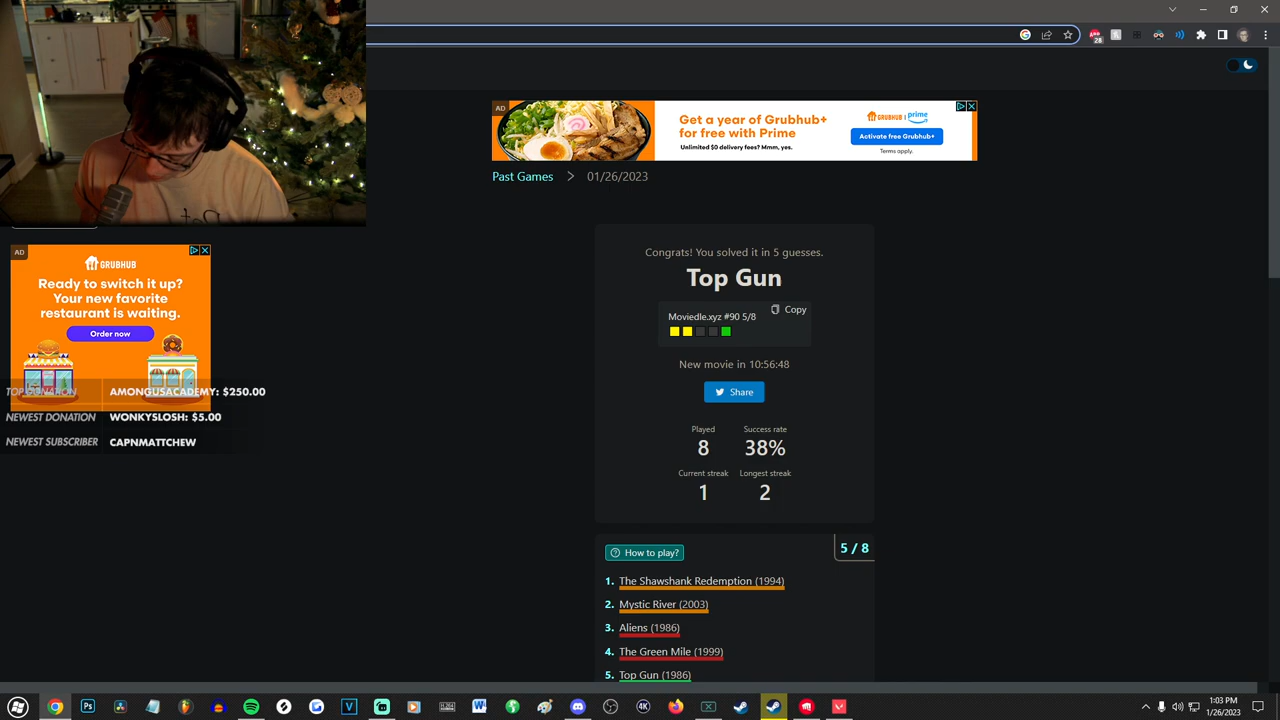 28
AD
Get a year of Grubhub+
for free with Prime
Unlimited $0 delivery fees? Mmm, yes.
GRUBHUB | prime
Activate free Grubhub+
Terms apply.
Past Games > 01/26/2023
AD
GRUBHUB
Ready to switch it up?
Your new favorite
restaurant is waiting.
Order now
TOP DONATION AMONGUSACADEMY: $250.00
NEWEST DONATION WONKYSLOSH: $5.00
NEWEST SUBSCRIBER CAPNMATTCHEW
Congrats! You solved it in 5 guesses.
Top Gun
Copy
Moviedle.xyz #90 5/8
New movie in 10:56:48
Share
Played Success rate
8 38%
Current streak Longest streak
1 2
How to play? 5 / 8
1. The Shawshank Redemption (1994)
2. Mystic River (2003)
3. Aliens (1986)
4. The Green Mile (1999)
5. Top Gun (1986)
1:03 PM
1/26/2023